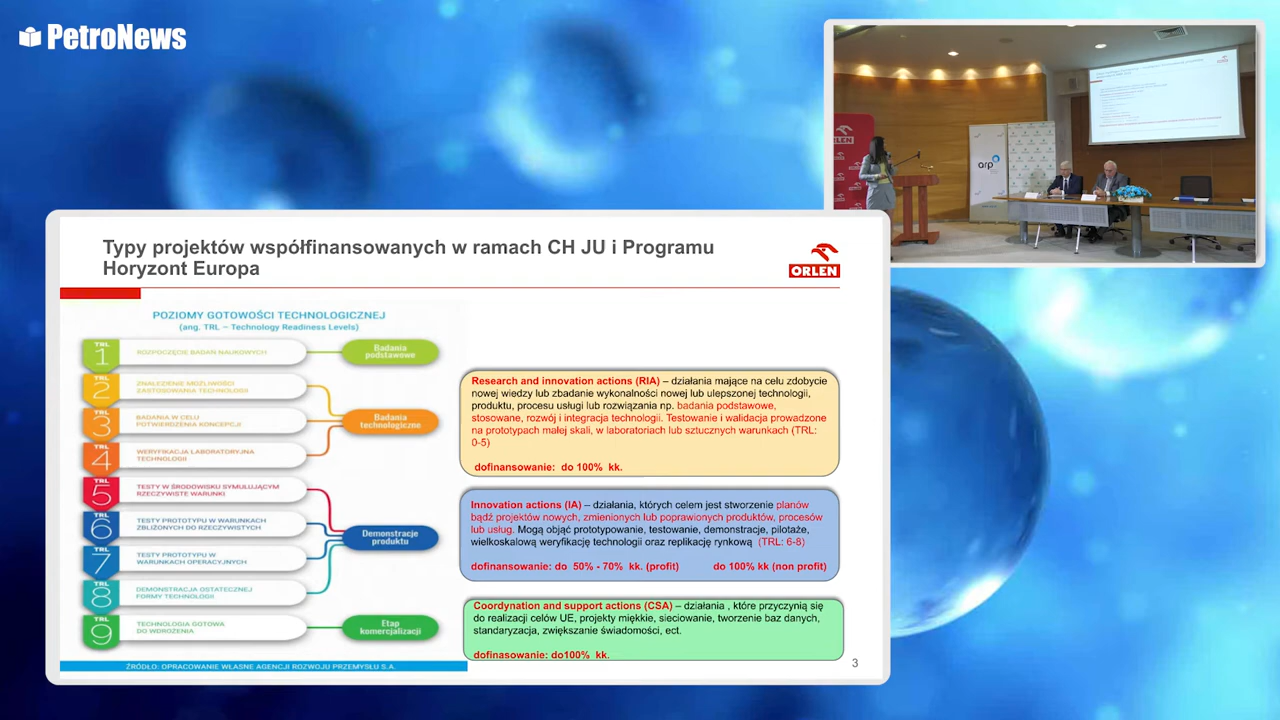 PetroNews
ORLEN
arp
Typy projektów współfinansowanych w ramach CH JU i Programu
Horyzont Europa
ORLEN
POZIOMY GOTOWOŚCI TECHNOLOGICZNEJ
(ang. TRL – Technology Readiness Levels)
TRL 1 ROZPOCZĘCIE BADAŃ NAUKOWYCH
Badania
podstawowe
TRL 2 ZNALEZIENIE MOŻLIWOŚCI
ZASTOSOWANIA TECHNOLOGII
TRL 3 BADANIA W CELU
POTWIERDZENIA KONCEPCJI
Badania
technologiczne
TRL 4 WERYFIKACJA LABORATORYJNA
TECHNOLOGII
TRL 5 TESTY W ŚRODOWISKU SYMULUJĄCYM
RZECZYWISTE WARUNKI
TRL 6 TESTY PROTOTYPU W WARUNKACH
ZBLIŻONYCH DO RZECZYWISTYCH
Demonstracje
produktu
TRL 7 TESTY PROTOTYPU W
WARUNKACH OPERACYJNYCH
TRL 8 DEMONSTRACJA OSTATECZNEJ
FORMY TECHNOLOGII
TRL 9 TECHNOLOGIA GOTOWA
DO WDROŻENIA
Etap
komercjalizacji
ŹRÓDŁO: OPRACOWANIE WŁASNE AGENCJI ROZWOJU PRZEMYSŁU S.A.
Research and innovation actions (RIA) – działania mające na celu zdobycie
nowej wiedzy lub zbadanie wykonalności nowej lub ulepszonej technologii,
produktu, procesu usługi lub rozwiązania np. badania podstawowe,
stosowane, rozwój i integracja technologii. Testowanie i walidacja prowadzone
na prototypach małej skali, w laboratoriach lub sztucznych warunkach (TRL:
0-5)
dofinansowanie: do 100% kk.
Innovation actions (IA) – działania, których celem jest stworzenie planów
bądź projektów nowych, zmienionych lub poprawionych produktów, procesów
lub usług. Mogą objąć prototypowanie, testowanie, demonstracje, pilotaże,
wielkoskalową weryfikację technologii oraz replikację rynkową (TRL: 6-8)
dofinansowanie: do 50% - 70% kk. (profit) do 100% kk (non profit)
Coordynation and support actions (CSA) – działania , które przyczynią się
do realizacji celów UE, projekty miękkie, sieciowanie, tworzenie baz danych,
standaryzacja, zwiększanie świadomości, ect.
dofinasowanie: do100% kk.
3